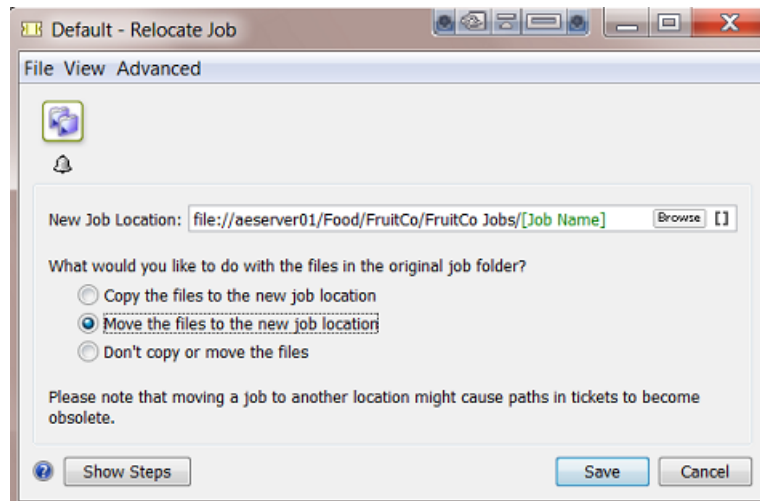 Default - Relocate Job
File View Advanced
New Job Location: file://aeserver01/Food/FruitCo/FruitCo Jobs/[Job Name] Browse []
What would you like to do with the files in the original job folder?
Copy the files to the new job location
Move the files to the new job location
Don't copy or move the files
Please note that moving a job to another location might cause paths in tickets to become
obsolete.
? Show Steps Save Cancel